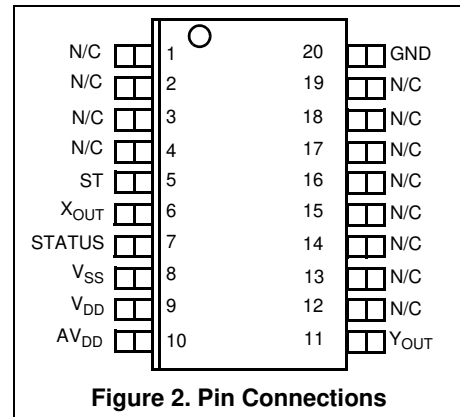 N/C 1 20 GND
N/C 2 19 N/C
N/C 3 18 N/C
N/C 4 17 N/C
ST 5 16 N/C
XOUT 6 15 N/C
STATUS 7 14 N/C
VSS 8 13 N/C
VDD 9 12 N/C
AVDD 10 11 YOUT
Figure 2. Pin Connections